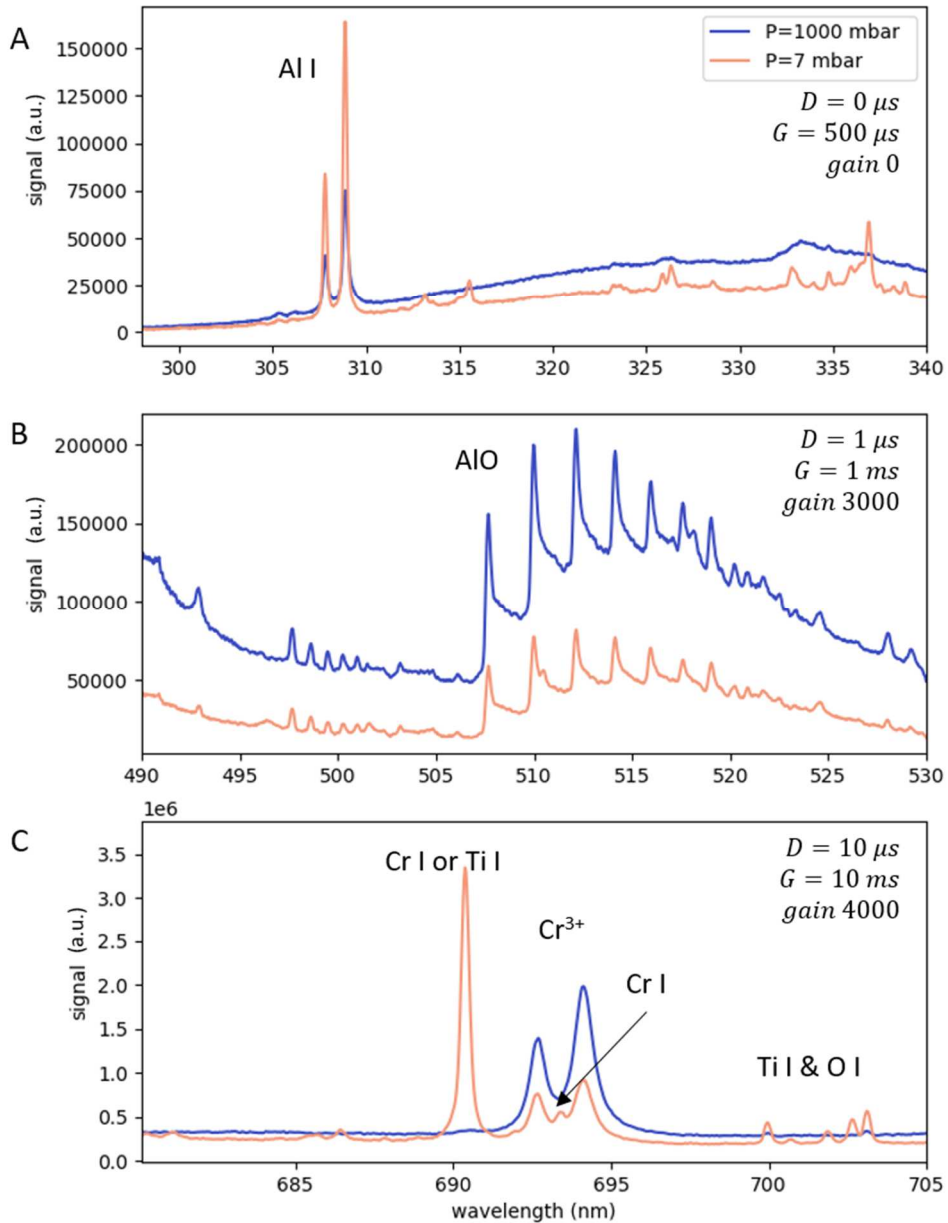 A
signal (a.u.)
150000
125000
100000
75000
50000
25000
0
Al I
P=1000 mbar
P=7 mbar
D = 0 μs
G = 500 μs
gain 0
300 305 310 315 320 325 330 335 340
B
signal (a.u.)
200000
150000
100000
50000
AlO
D = 1 μs
G = 1 ms
gain 3000
490 495 500 505 510 515 520 525 530
C
1e6
signal (a.u.)
3.5
3.0
2.5
2.0
1.5
1.0
0.5
0.0
Cr I or Ti I
Cr³⁺
Cr I
Ti I & O I
D = 10 μs
G = 10 ms
gain 4000
685 690 695 700 705
wavelength (nm)